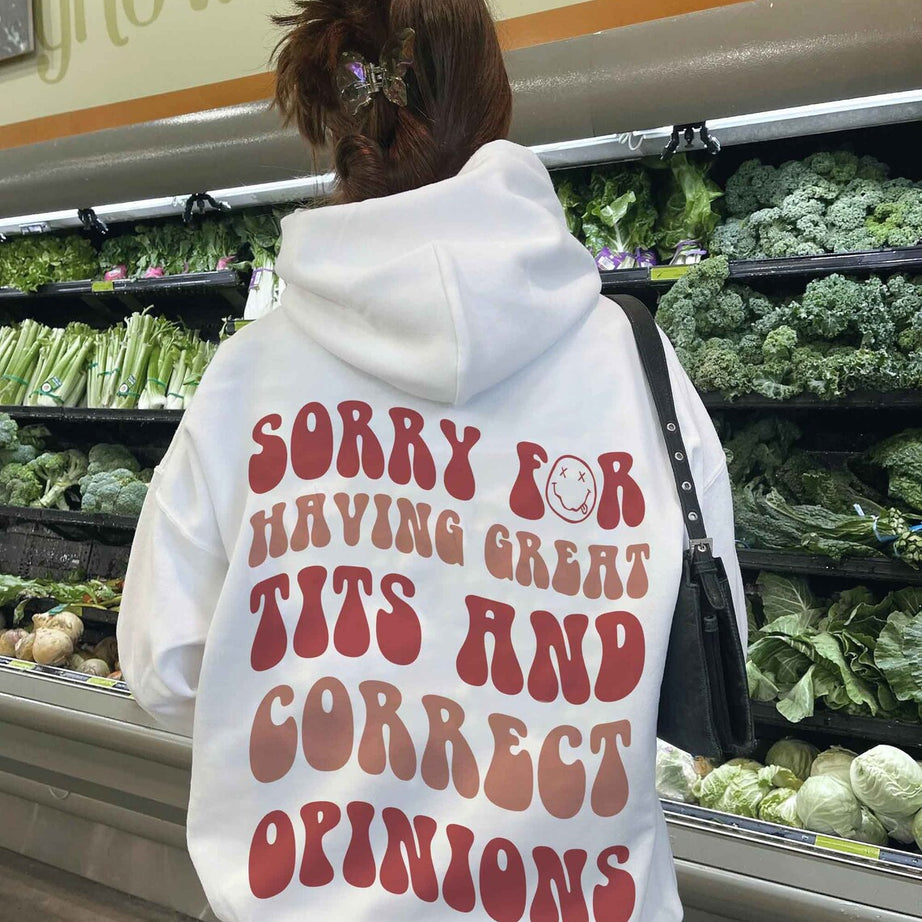 SORRY FOR
HAVING GREAT
TITS AND
CORRECT
OPINIONS